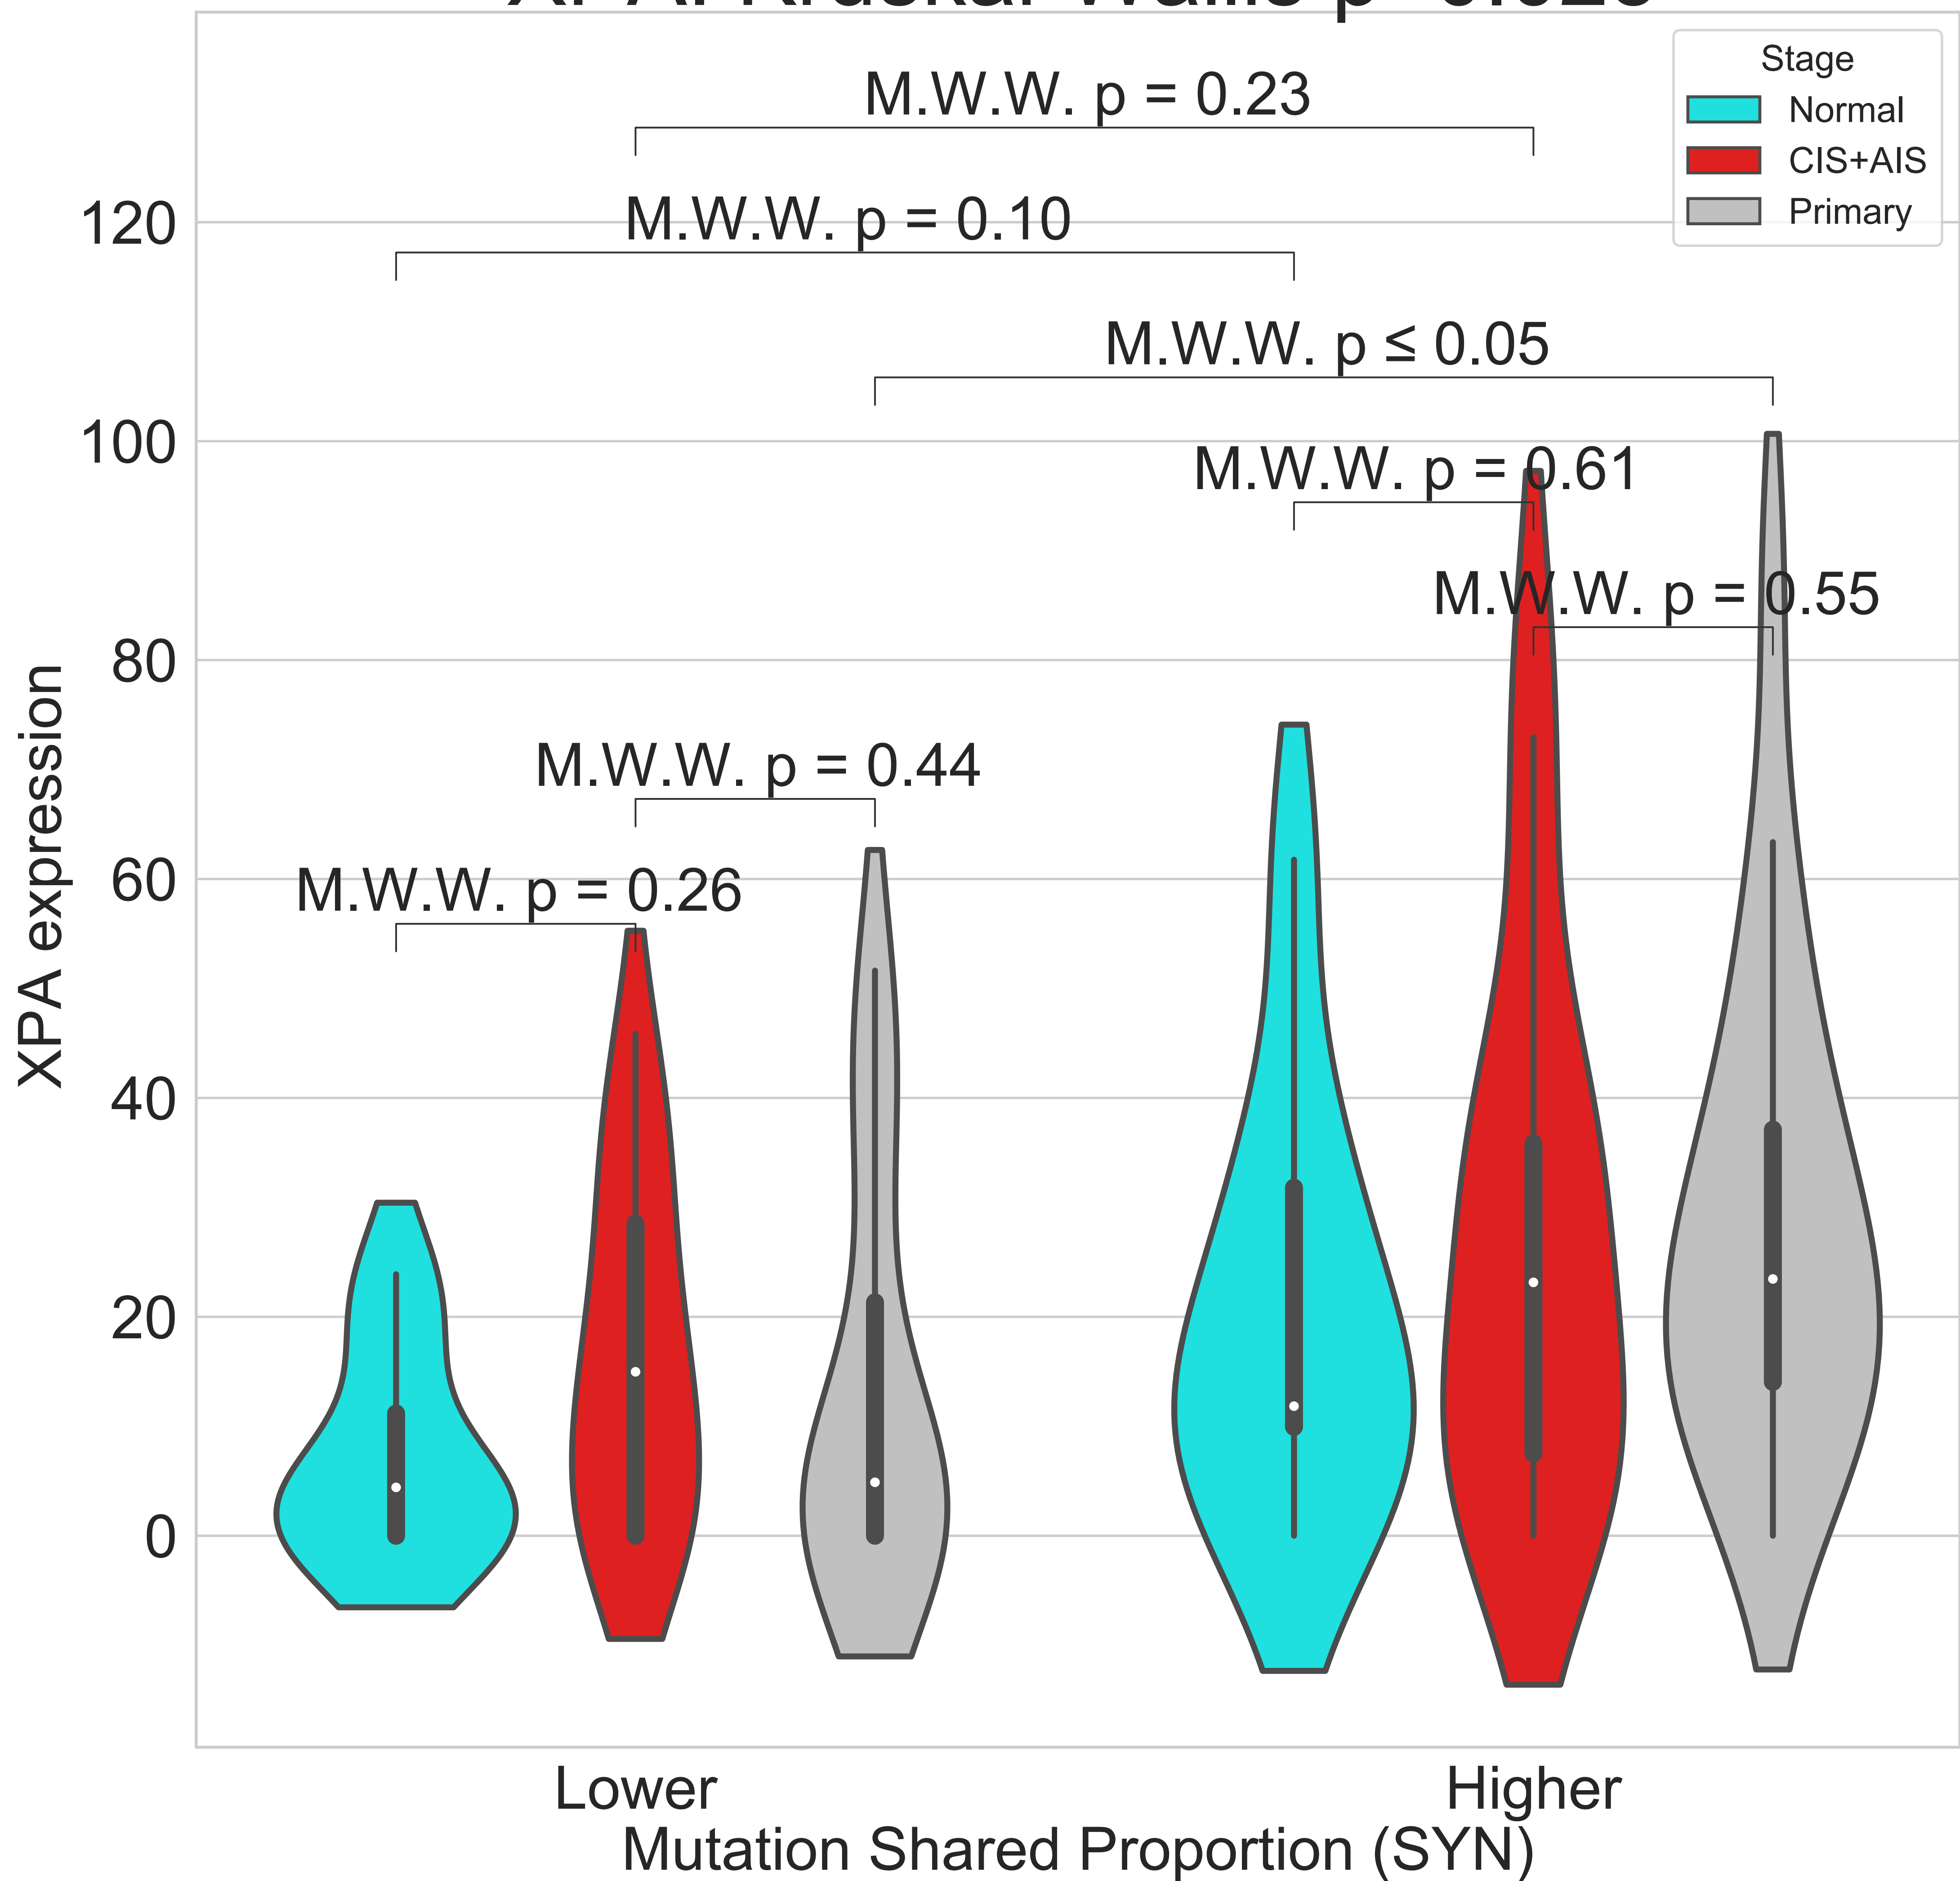 Stage
Normal
CIS+AIS
Primary
M.W.W. p = 0.23
M.W.W. p = 0.10
M.W.W. p ≤ 0.05
M.W.W. p = 0.61
M.W.W. p = 0.55
M.W.W. p = 0.44
M.W.W. p = 0.26
120
100
80
60
40
20
0
XPA expression
Lower
Higher
Mutation Shared Proportion (SYN)